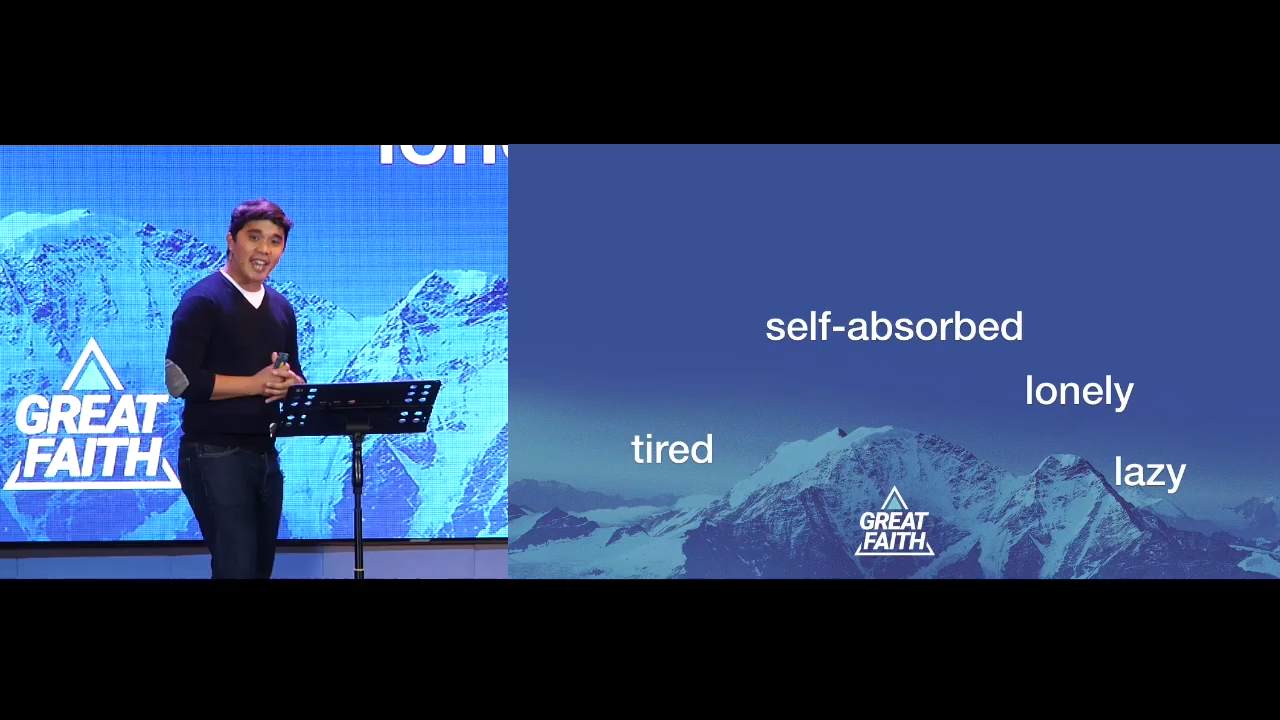 GREAT
FAITH
self-absorbed
lonely
tired
lazy
GREAT
FAITH